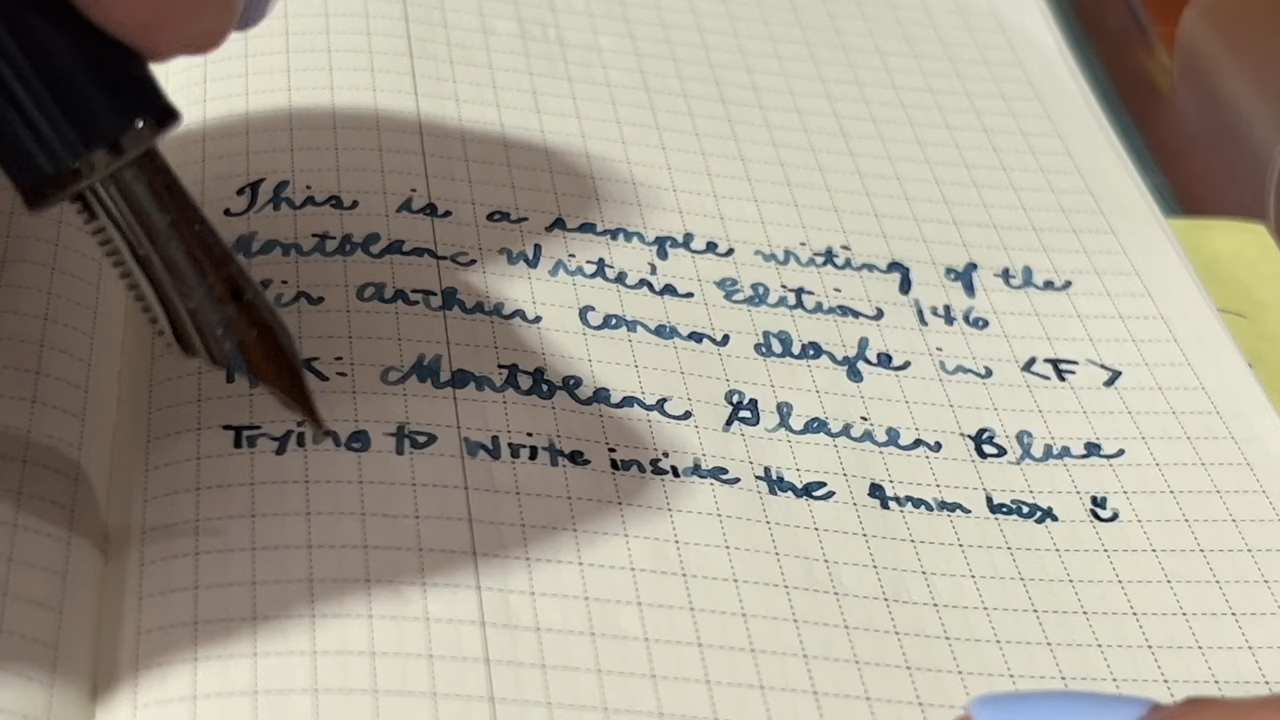 This is a sample writing of the
Montblanc Writer's Edition 146
Sir Arthur Conan Doyle in <F>
Montblanc Glacier Blue
Trying to write inside the 4mm box